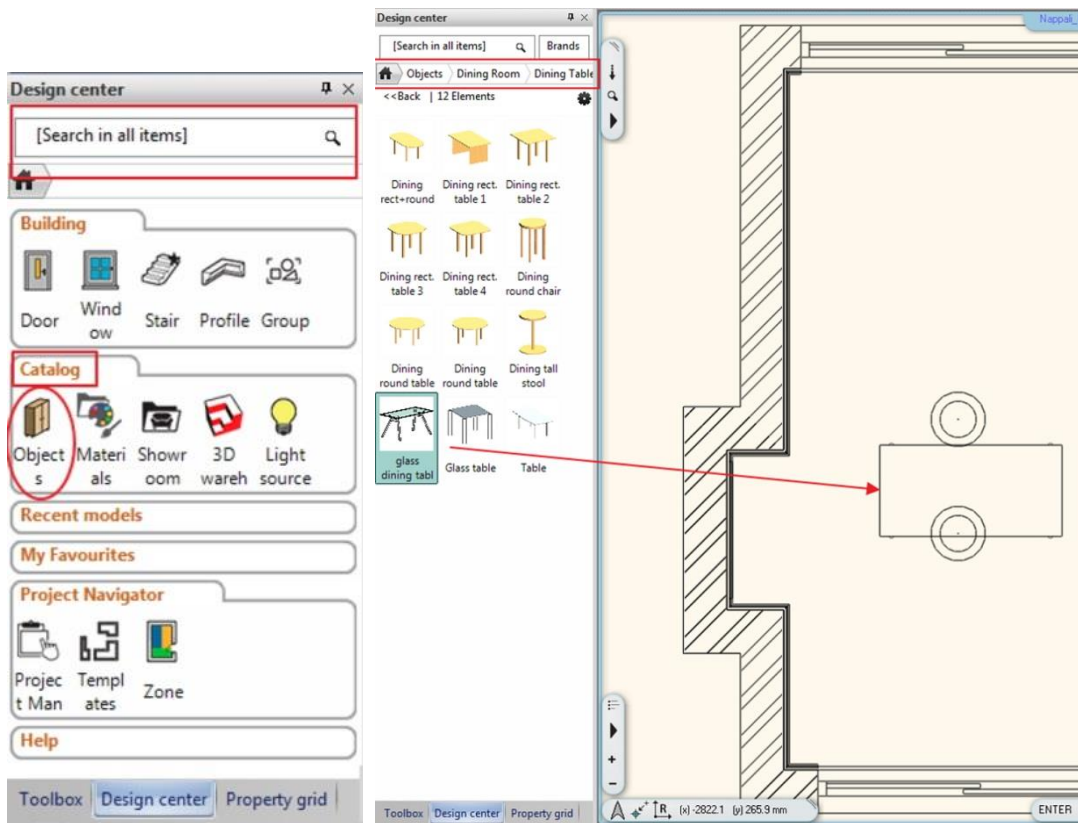 Design center
[Search in all items]
Building
Door
Wind
ow
Stair
Profile
Group
Catalog
Object
s
Materi
als
Showr
oom
3D
wareh
Light
source
Recent models
My Favourites
Project Navigator
Projec
t Man
Templ
ates
Zone
Help
Toolbox
Design center
Property grid
Design center
[Search in all items]
Brands
Objects
Dining Room
Dining Table
<<Back | 12 Elements
Dining
rect+round
Dining rect.
table 1
Dining rect.
table 2
Dining rect.
table 3
Dining rect.
table 4
Dining
round chair
Dining
round table
Dining
round table
Dining tall
stool
glass
dining tabl
Glass table
Table
Toolbox
Design center
Property grid
Nappali_
R
(x) -2822.1 (y) 265.9 mm
ENTER